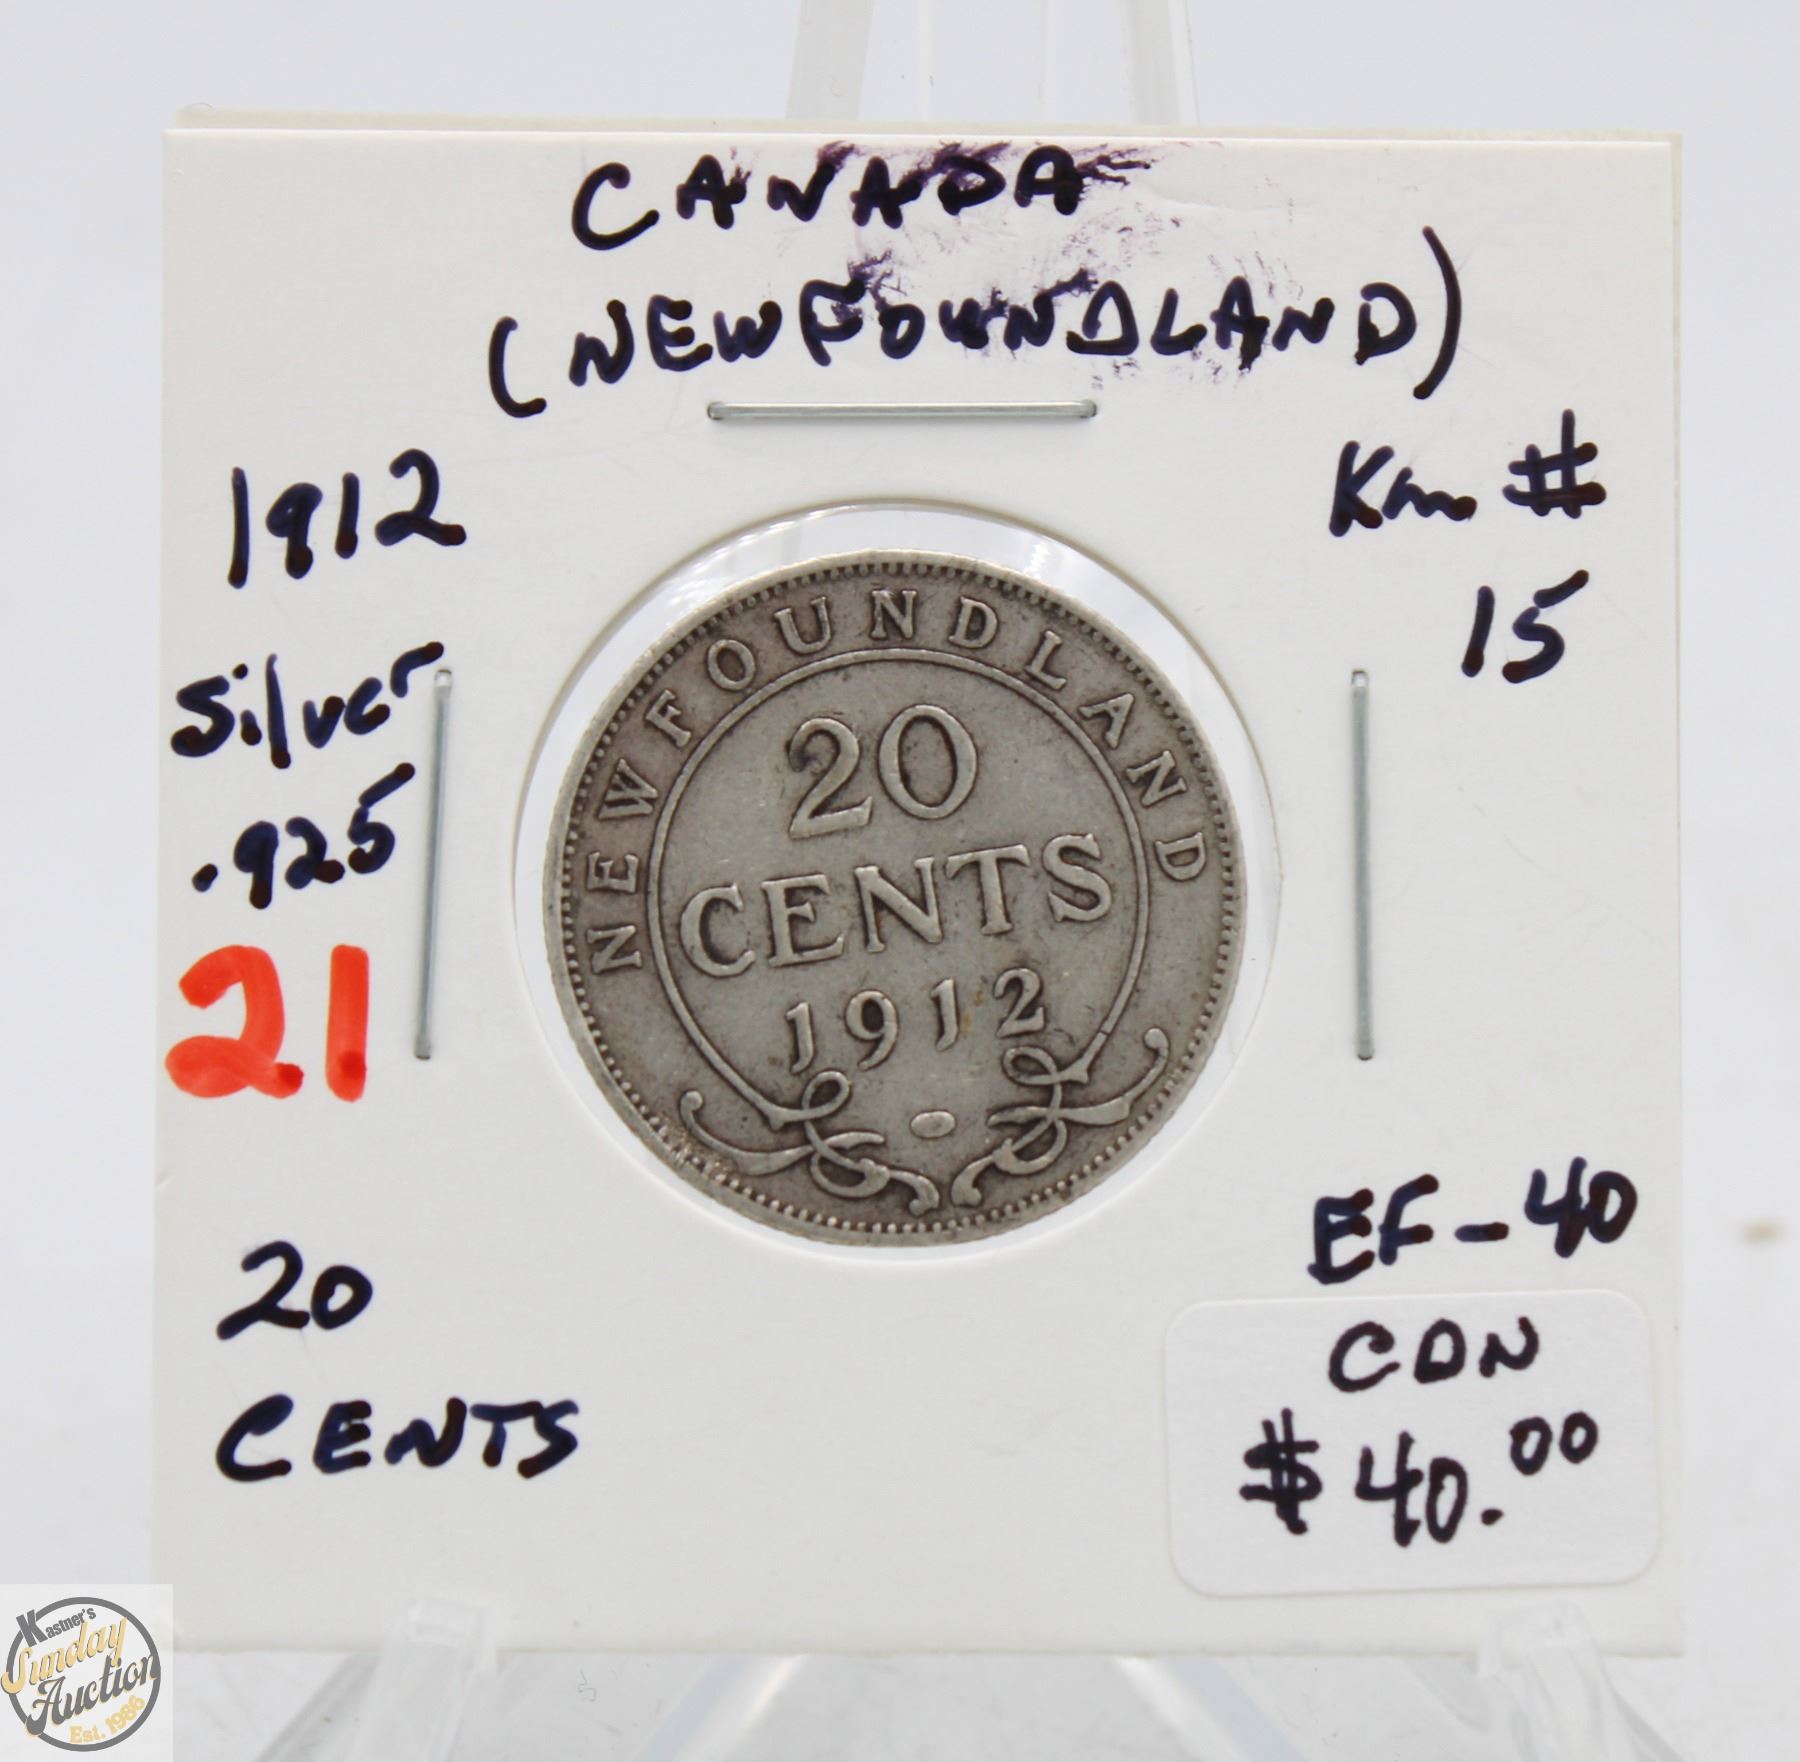 CANADA
(NEWFOUNDLAND)
1912
Km #
15
Silver
.925
21
NEWFOUNDLAND
20
CENTS
1912
20
CENTS
EF-40
CDN
$40.00
Kastner's
Sunday
Auction
Est. 1986